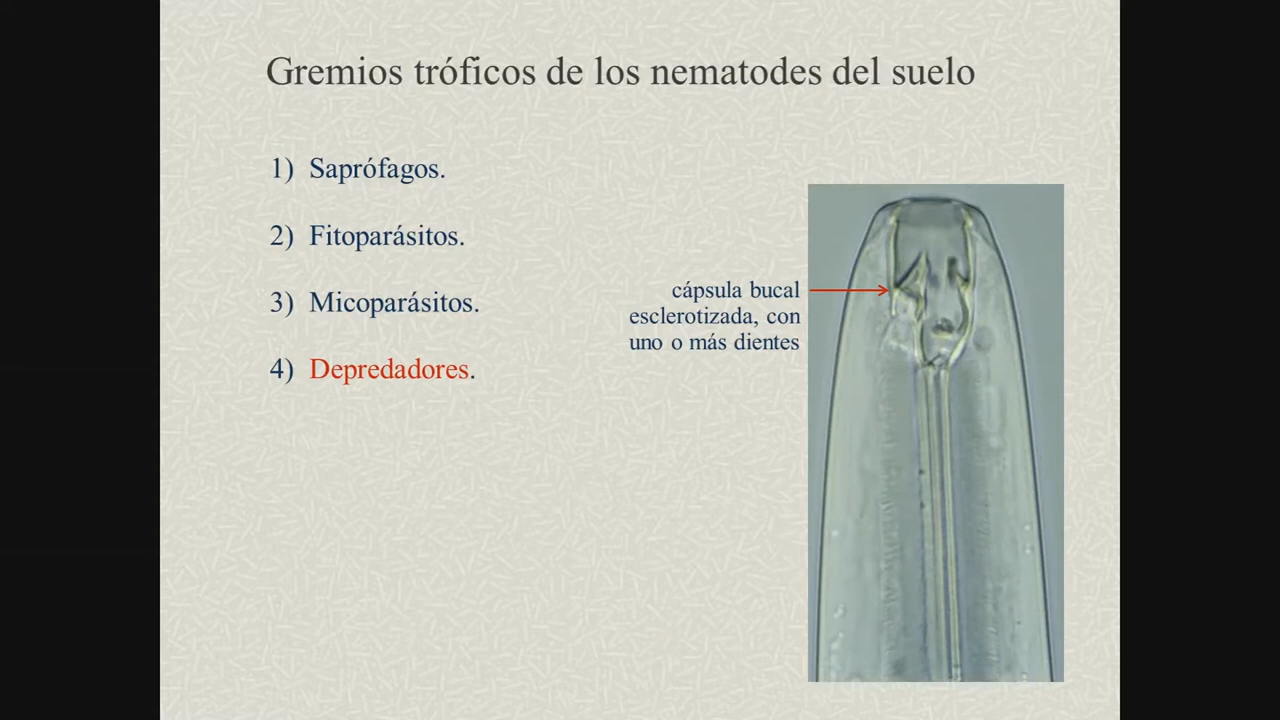 Gremios tróficos de los nematodes del suelo
1) Saprófagos.
2) Fitoparásitos.
3) Micoparásitos.
4) Depredadores.
cápsula bucal
esclerotizada, con
uno o más dientes